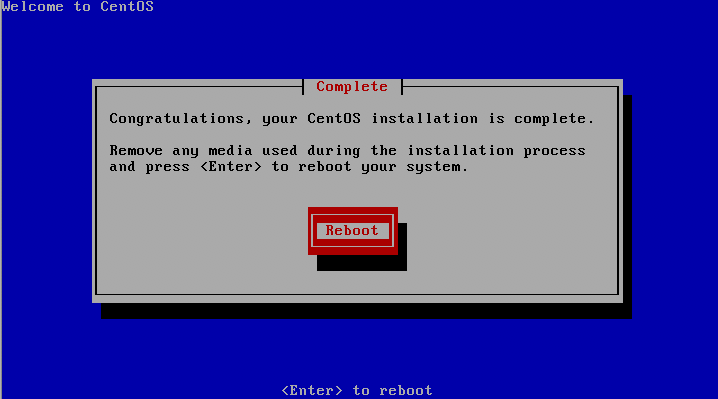 Welcome to CentOS
Complete
Congratulations, your CentOS installation is complete.
Remove any media used during the installation process
and press <Enter> to reboot your system.
Reboot
<Enter> to reboot